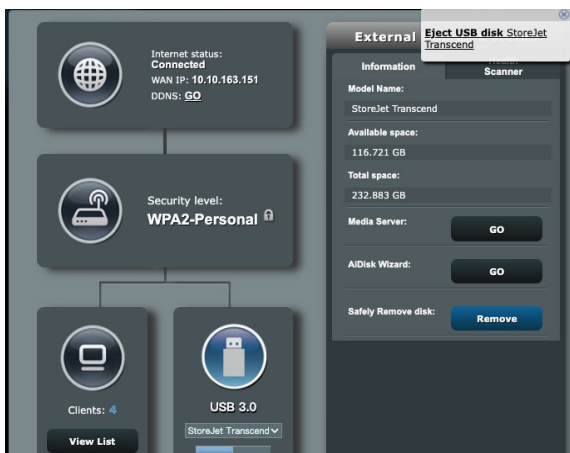 Internet status:
Connected
WAN IP: 10.10.163.151
DDNS: GO
Security level:
WPA2-Personal
Clients: 4
View List
USB 3.0
StoreJet Transcend
External
Eject USB disk StoreJet
Transcend
Information
Scanner
Model Name:
StoreJet Transcend
Available space:
116.721 GB
Total space:
232.883 GB
Media Server:
GO
AiDisk Wizard:
GO
Safely Remove disk:
Remove